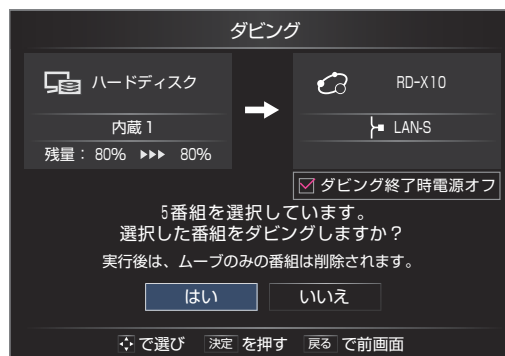 ダビング
ハードディスク
内蔵1
残量： 80% ▸▸▸ 80%
RD-X10
LAN-S
ダビング終了時電源オフ
5番組を選択しています。
選択した番組をダビングしますか？
実行後は、ムーブのみの番組は削除されます。
はい いいえ
で選び 決定 を押す 戻る で前画面